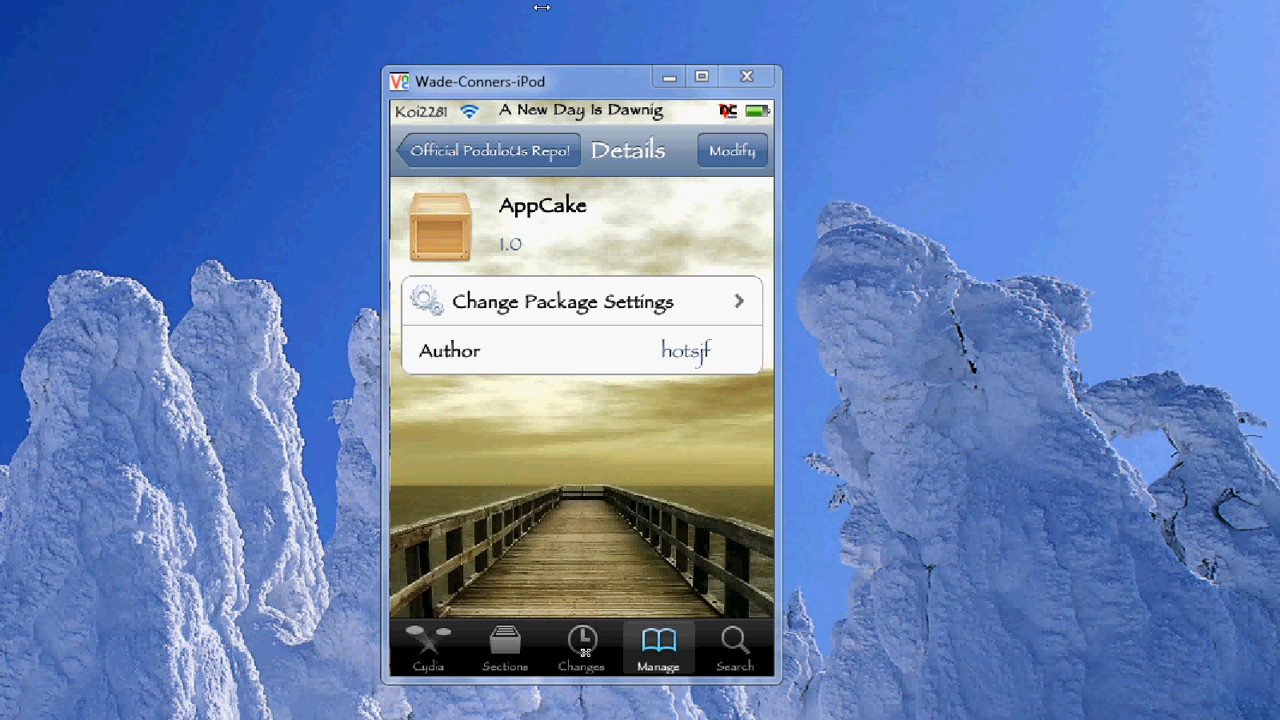 Wade-Conners-iPod
Koi2281 A New Day Is Dawnig
Official PoduloUs Repo! Details Modify
AppCake
1.0
Change Package Settings
Author hotsjf
Cydia Sections Changes Manage Search